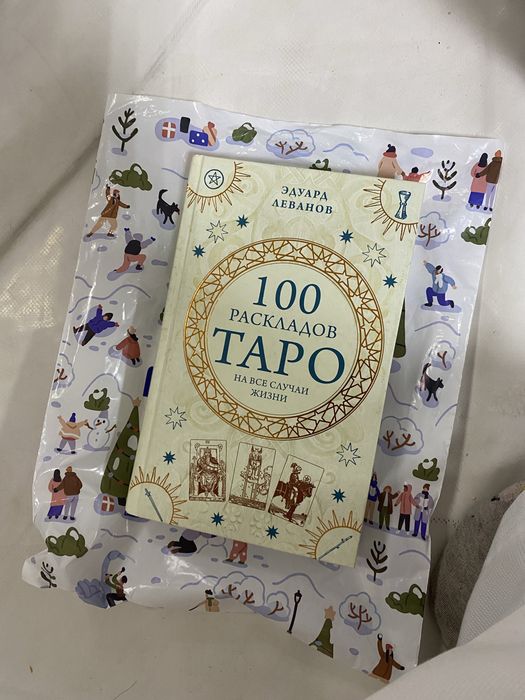 ЭДУАРД
ЛЕВАНОВ
100
РАСКЛАДОВ
ТАРО
НА ВСЕ СЛУЧАИ
ЖИЗНИ